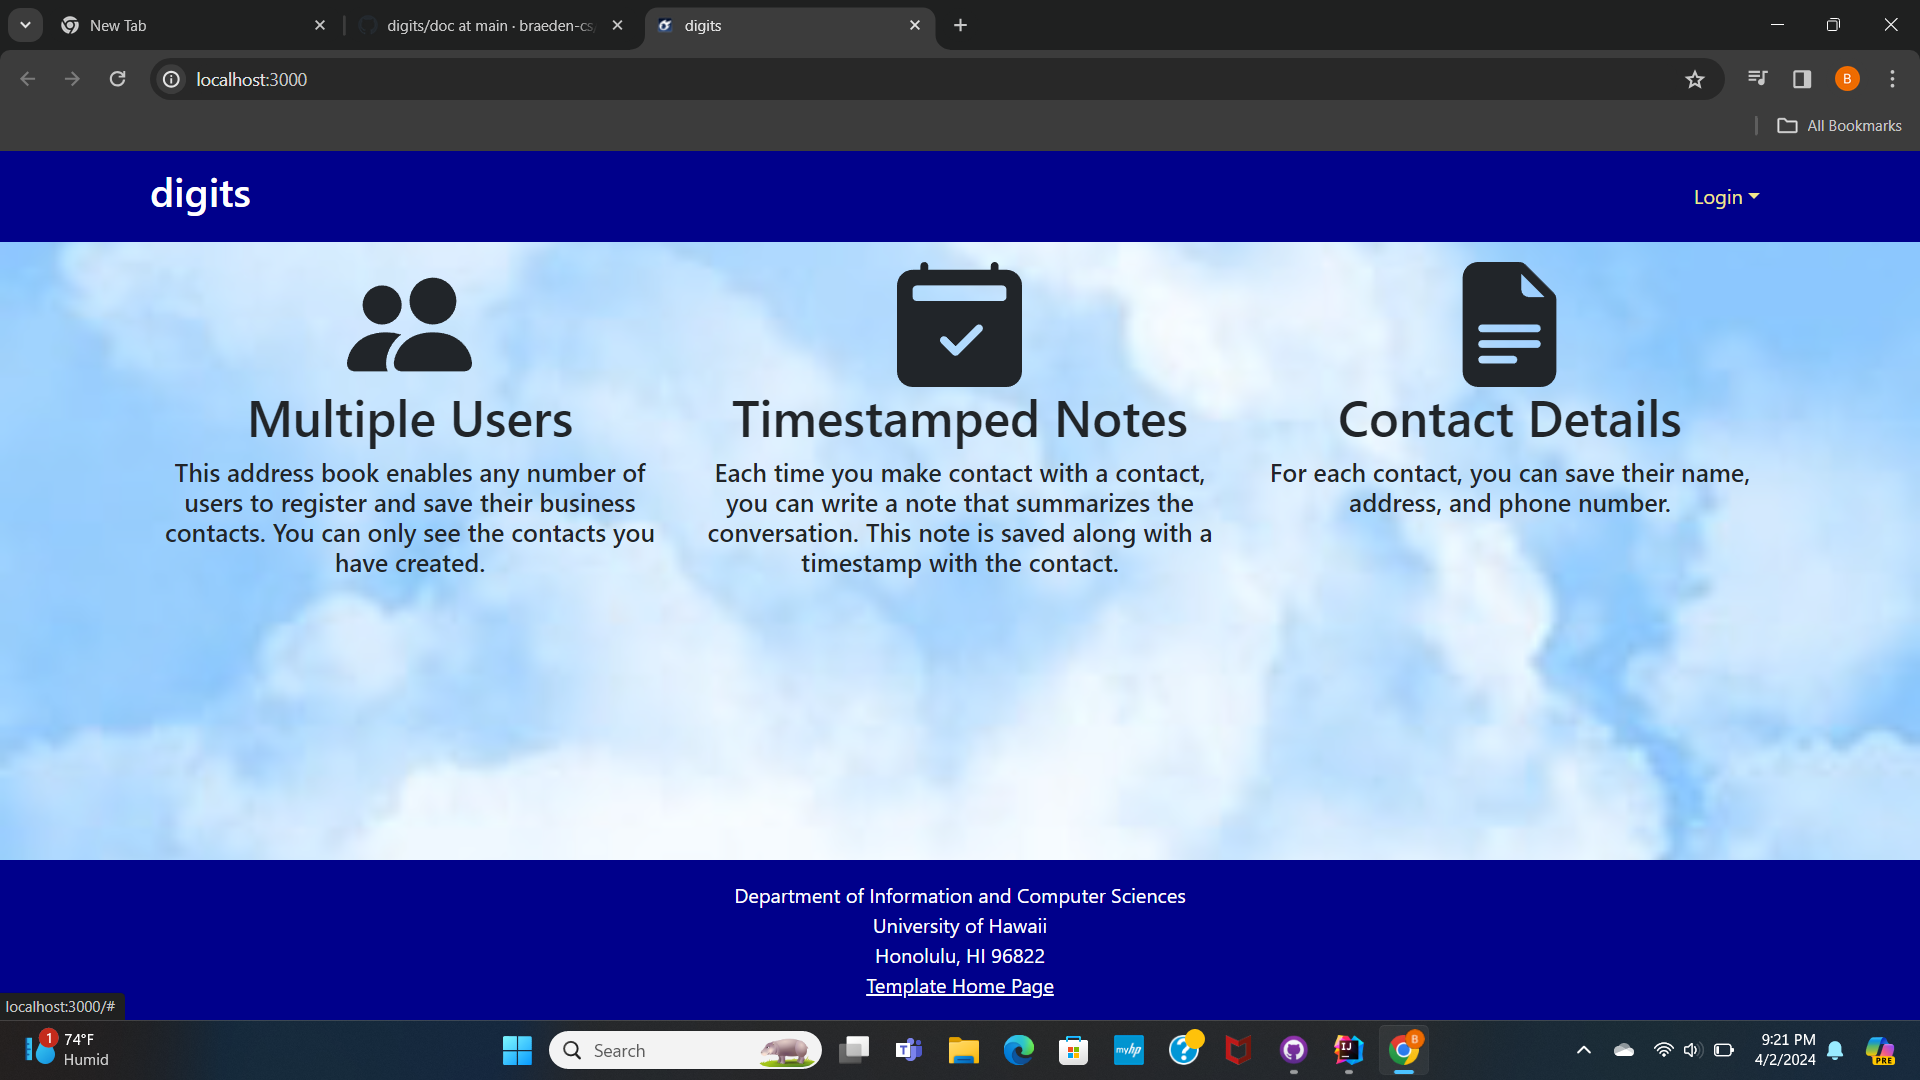 New Tab
digits/doc at main · braeden-cs
digits
localhost:3000
B
All Bookmarks
digits
Login
Multiple Users
This address book enables any number of
users to register and save their business
contacts. You can only see the contacts you
have created.
Timestamped Notes
Each time you make contact with a contact,
you can write a note that summarizes the
conversation. This note is saved along with a
timestamp with the contact.
Contact Details
For each contact, you can save their name,
address, and phone number.
Department of Information and Computer Sciences
University of Hawaii
Honolulu, HI 96822
Template Home Page
localhost:3000/#
1
74°F
Humid
Search
myhp
IJ
B
9:21 PM
4/2/2024
PRE